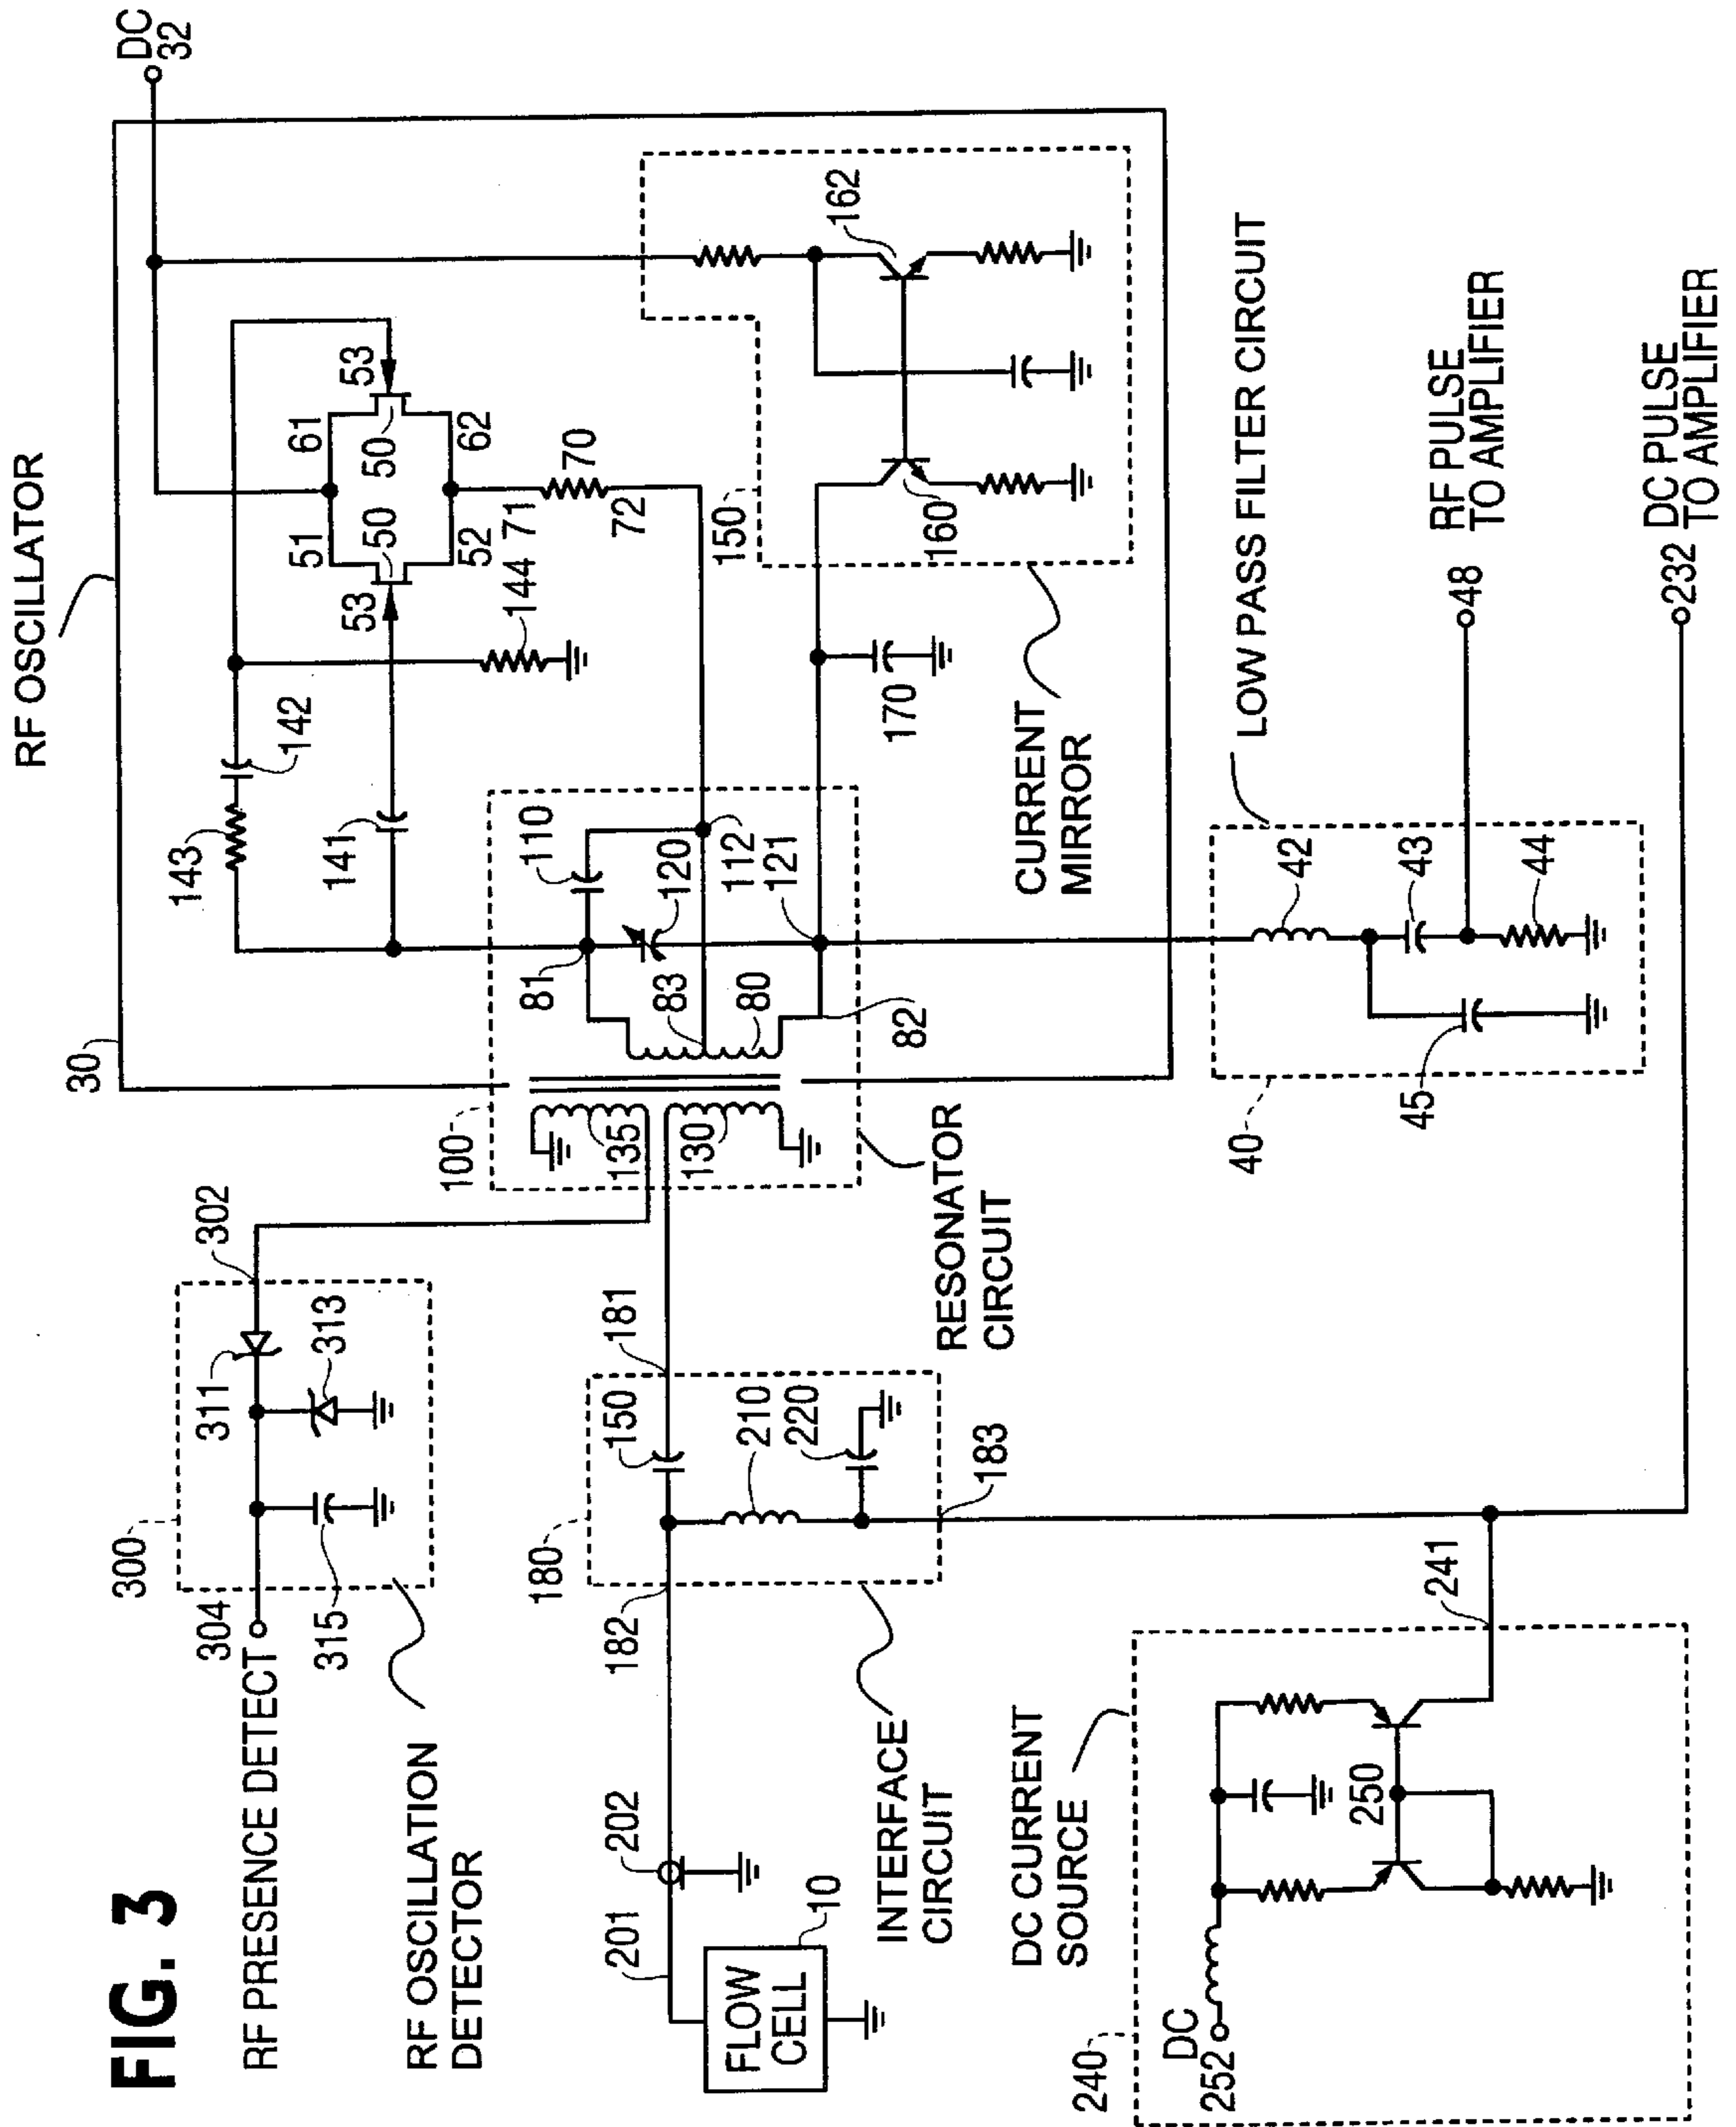 FIG. 3
RF OSCILLATOR
30
DC
32
143
142
141
144
53
51
50
61
53
50
52
62
71
70
72
110
81
120
83
112
80
121
82
100
135
130
RESONATOR
CIRCUIT
170
CURRENT
MIRROR
150
160
162
LOW PASS FILTER CIRCUIT
40
42
43
44
45
48
RF PULSE
TO AMPLIFIER
232
DC PULSE
TO AMPLIFIER
300
302
311
313
315
304
RF PRESENCE DETECT
RF OSCILLATION
DETECTOR
180
181
150
210
220
183
182
INTERFACE
CIRCUIT
202
201
FLOW
CELL
10
DC CURRENT
SOURCE
240
241
250
DC
252